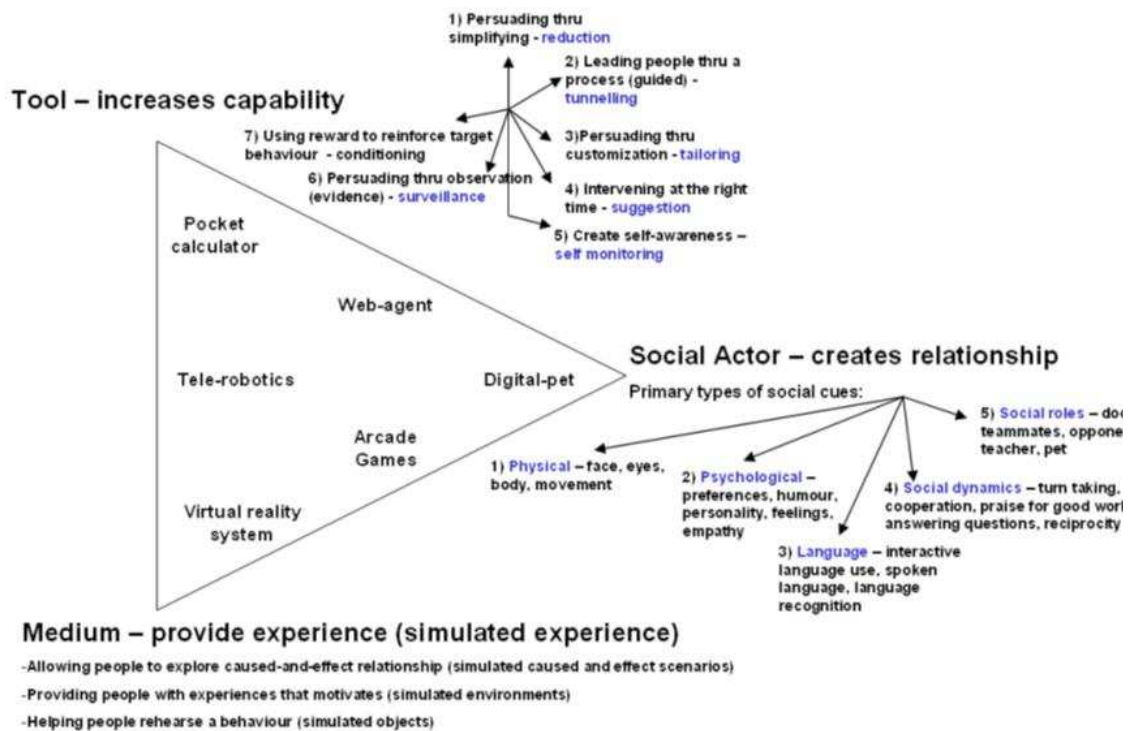 1) Persuading thru
simplifying - reduction
2) Leading people thru a
process (guided) -
tunnelling
Tool – increases capability
7) Using reward to reinforce target
behaviour - conditioning
3)Persuading thru
customization - tailoring
6) Persuading thru observation
(evidence) - surveillance
4) Intervening at the right
time - suggestion
5) Create self-awareness –
self monitoring
Pocket
calculator
Web-agent
Tele-robotics
Digital-pet
Arcade
Games
Virtual reality
system
Social Actor – creates relationship
Primary types of social cues:
1) Physical – face, eyes,
body, movement
2) Psychological –
preferences, humour,
personality, feelings,
empathy
3) Language – interactive
language use, spoken
language, language
recognition
4) Social dynamics – turn taking,
cooperation, praise for good
answering questions, reciprocity
5) Social roles –
teammates,
teacher, pet
Medium – provide experience (simulated experience)
-Allowing people to explore caused-and-effect relationship (simulated caused and effect scenarios)
-Providing people with experiences that motivates (simulated environments)
-Helping people rehearse a behaviour (simulated objects)